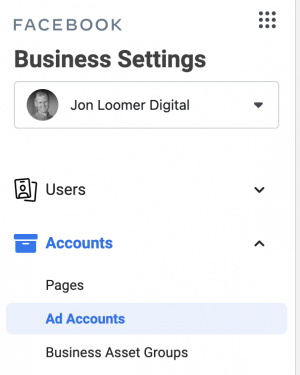 FACEBOOK
Business Settings
Jon Loomer Digital
Users
Accounts
Pages
Ad Accounts
Business Asset Groups